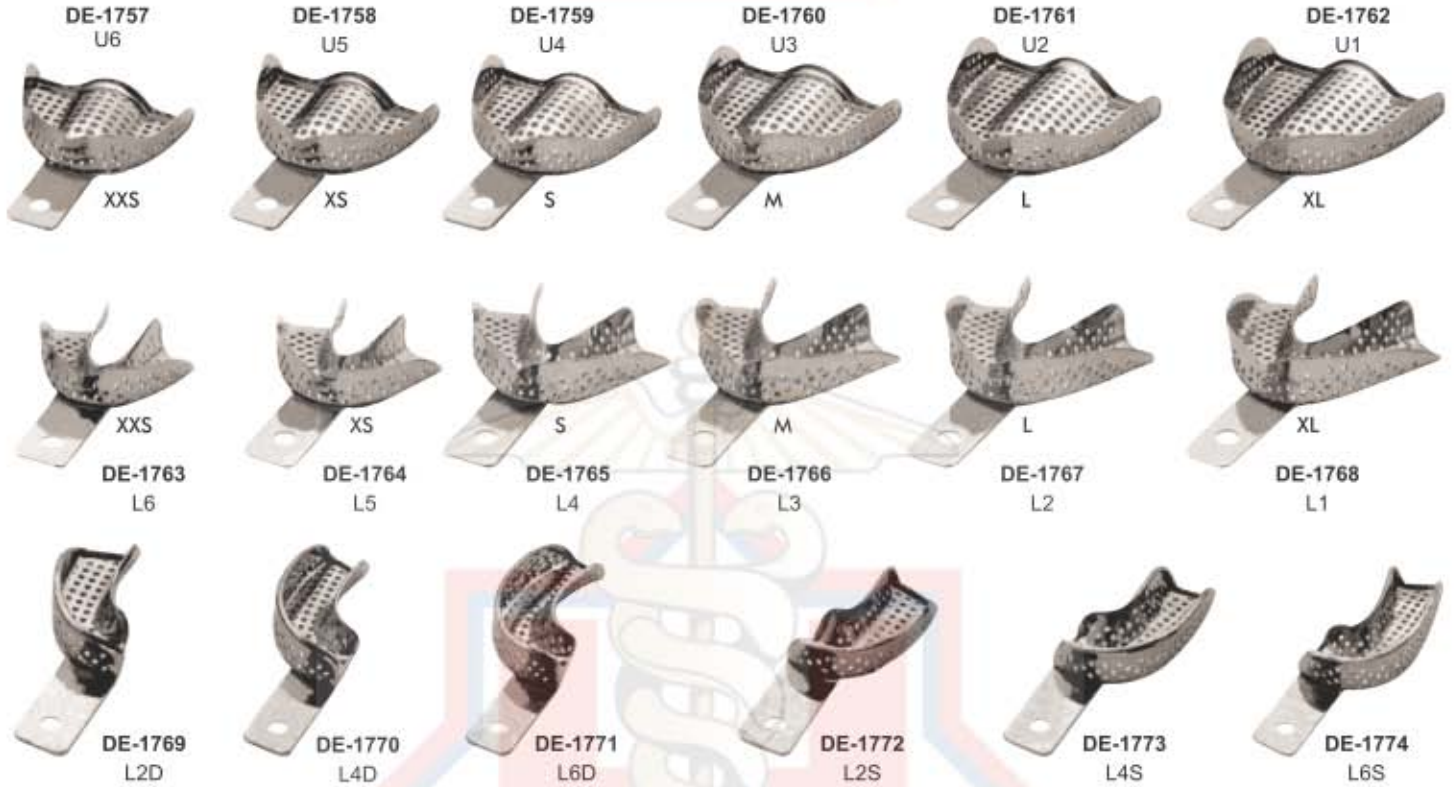 DE-1757
U6
DE-1758
U5
DE-1759
U4
DE-1760
U3
DE-1761
U2
DE-1762
U1
XXS
XS
S
M
L
XL
XXS
XS
S
M
L
XL
DE-1763
L6
DE-1764
L5
DE-1765
L4
DE-1766
L3
DE-1767
L2
DE-1768
L1
DE-1769
L2D
DE-1770
L4D
DE-1771
L6D
DE-1772
L2S
DE-1773
L4S
DE-1774
L6S